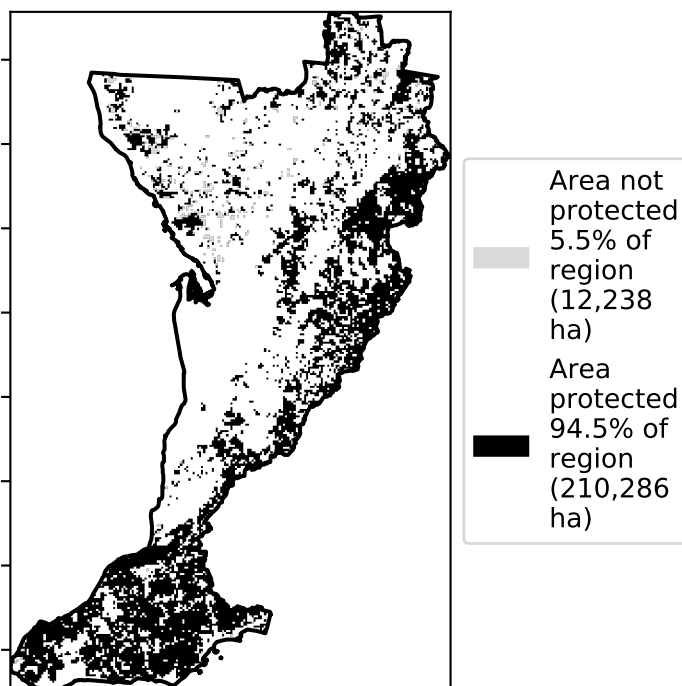 Area not
protected
5.5% of
region
(12,238
ha)
Area
protected
94.5% of
region
(210,286
ha)